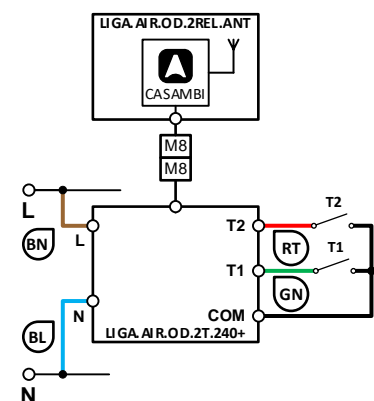 LIGA.AIR.OD.2REL.ANT
CASAMBI
M8
M8
L
BN
L
T2
T2
RT
T1
T1
GN
N
COM
BL
LIGA.AIR.OD.2T.240+
N